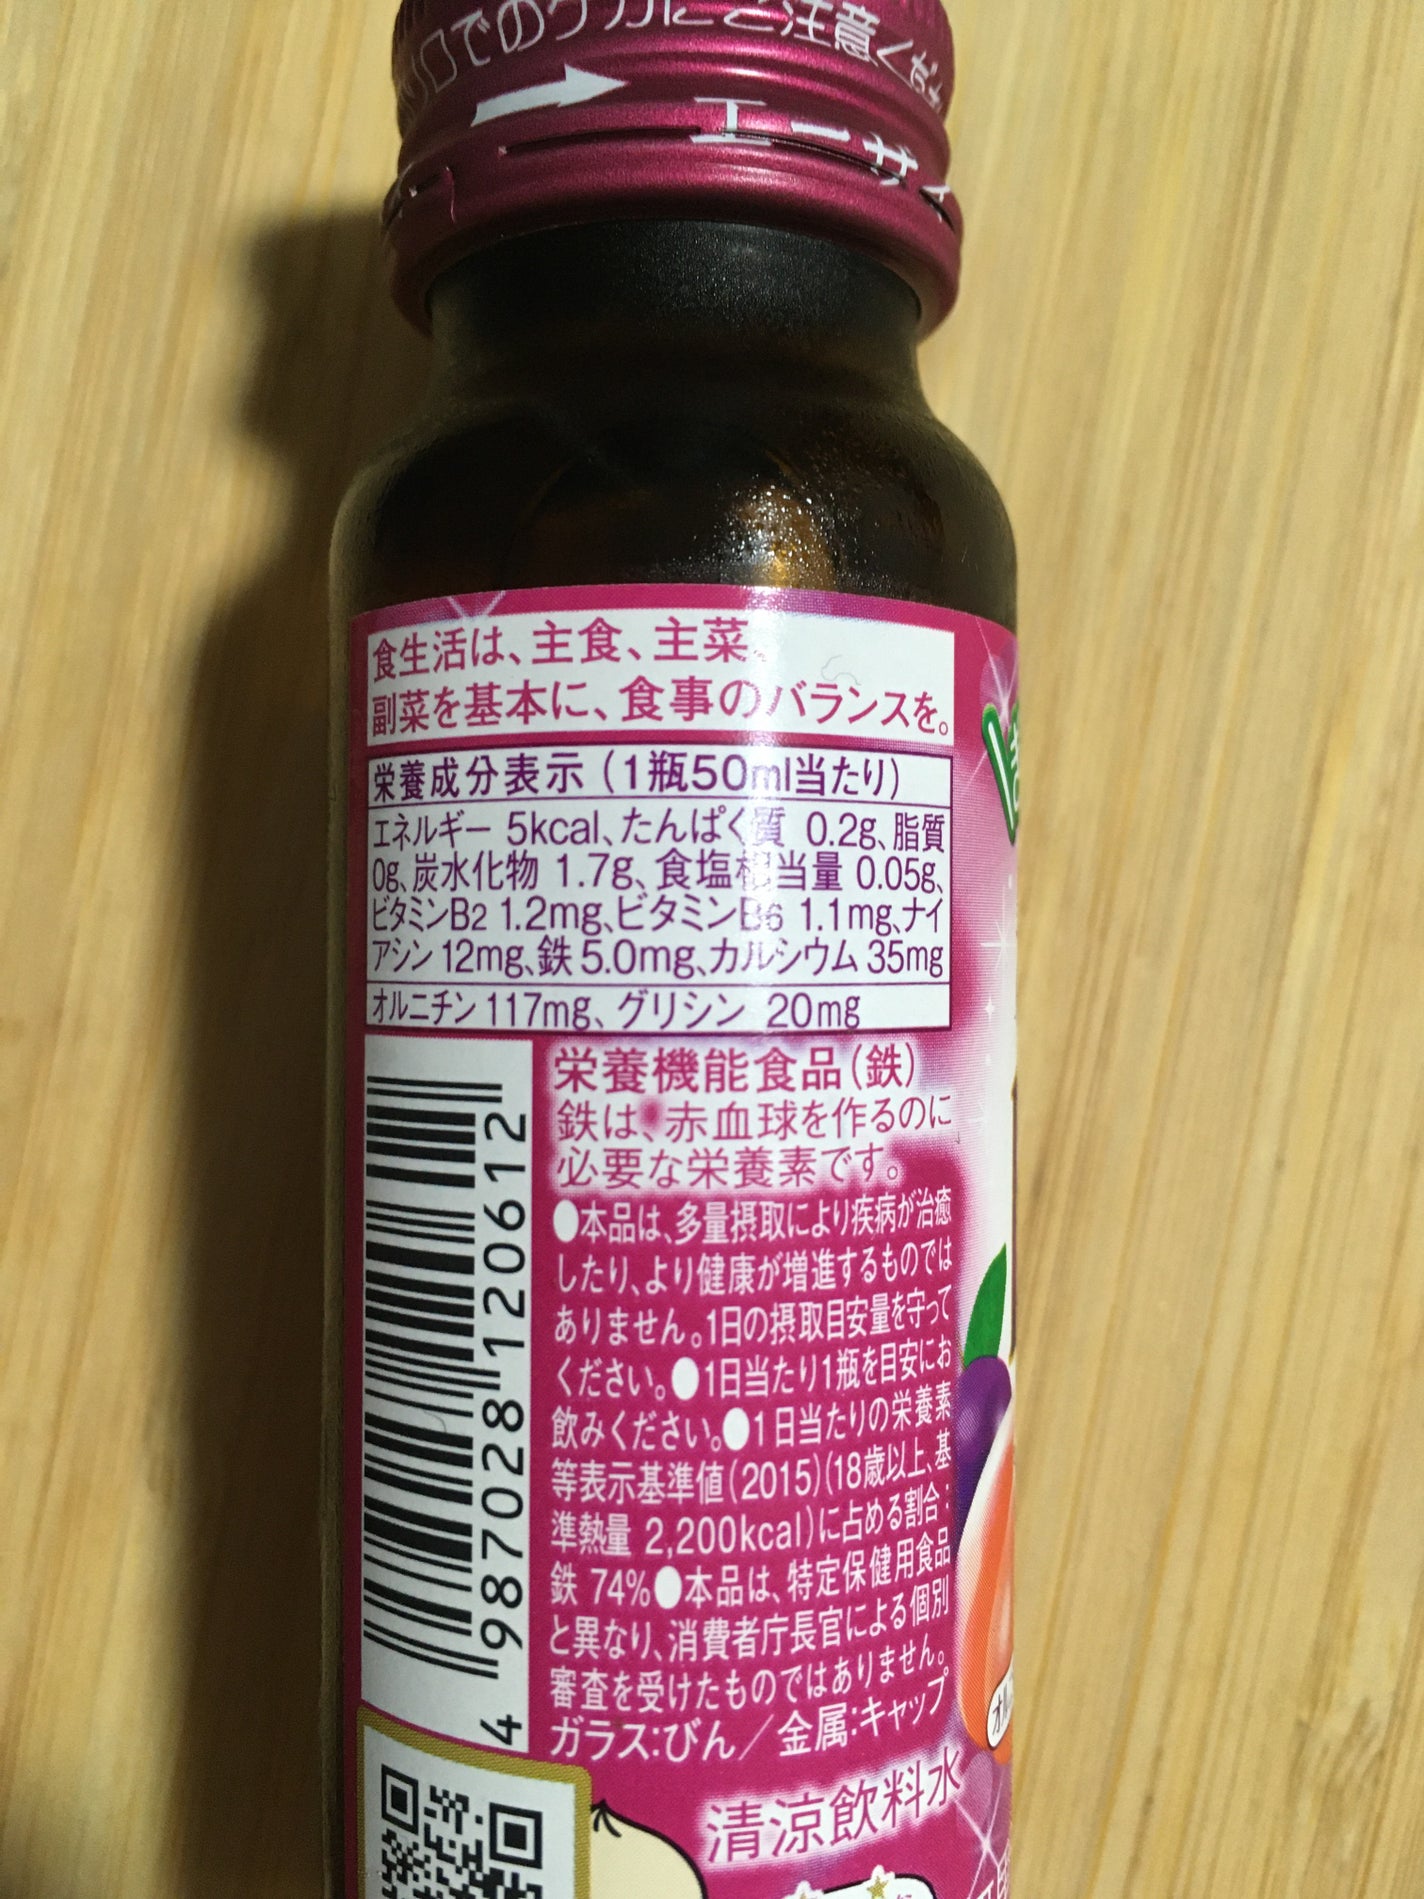 口でのケガにご注意くださ
エーザイ
食生活は、主食、主菜、
副菜を基本に、食事のバランスを。
栄養成分表示（1瓶50ml当たり）
エネルギー 5kcal、たんぱく質 0.2g、脂質
0g、炭水化物 1.7g、食塩相当量 0.05g、
ビタミンB2 1.2mg、ビタミンB6 1.1mg、ナイ
アシン 12mg、鉄 5.0mg、カルシウム 35mg
オルニチン 117mg、グリシン 20mg
栄養機能食品（鉄）
鉄は、赤血球を作るのに
必要な栄養素です。
●本品は、多量摂取により疾病が治癒
したり、より健康が増進するものでは
ありません。1日の摂取目安量を守って
ください。●1日当たり1瓶を目安にお
飲みください。●1日当たりの栄養素
等表示基準値(2015)(18歳以上、基
準熱量 2,200kcal)に占める割合：
鉄 74%●本品は、特定保健用食品
と異なり、消費者庁長官による個別
審査を受けたものではありません。
ガラス：びん／金属：キャップ
清涼飲料水
4 987028 120612